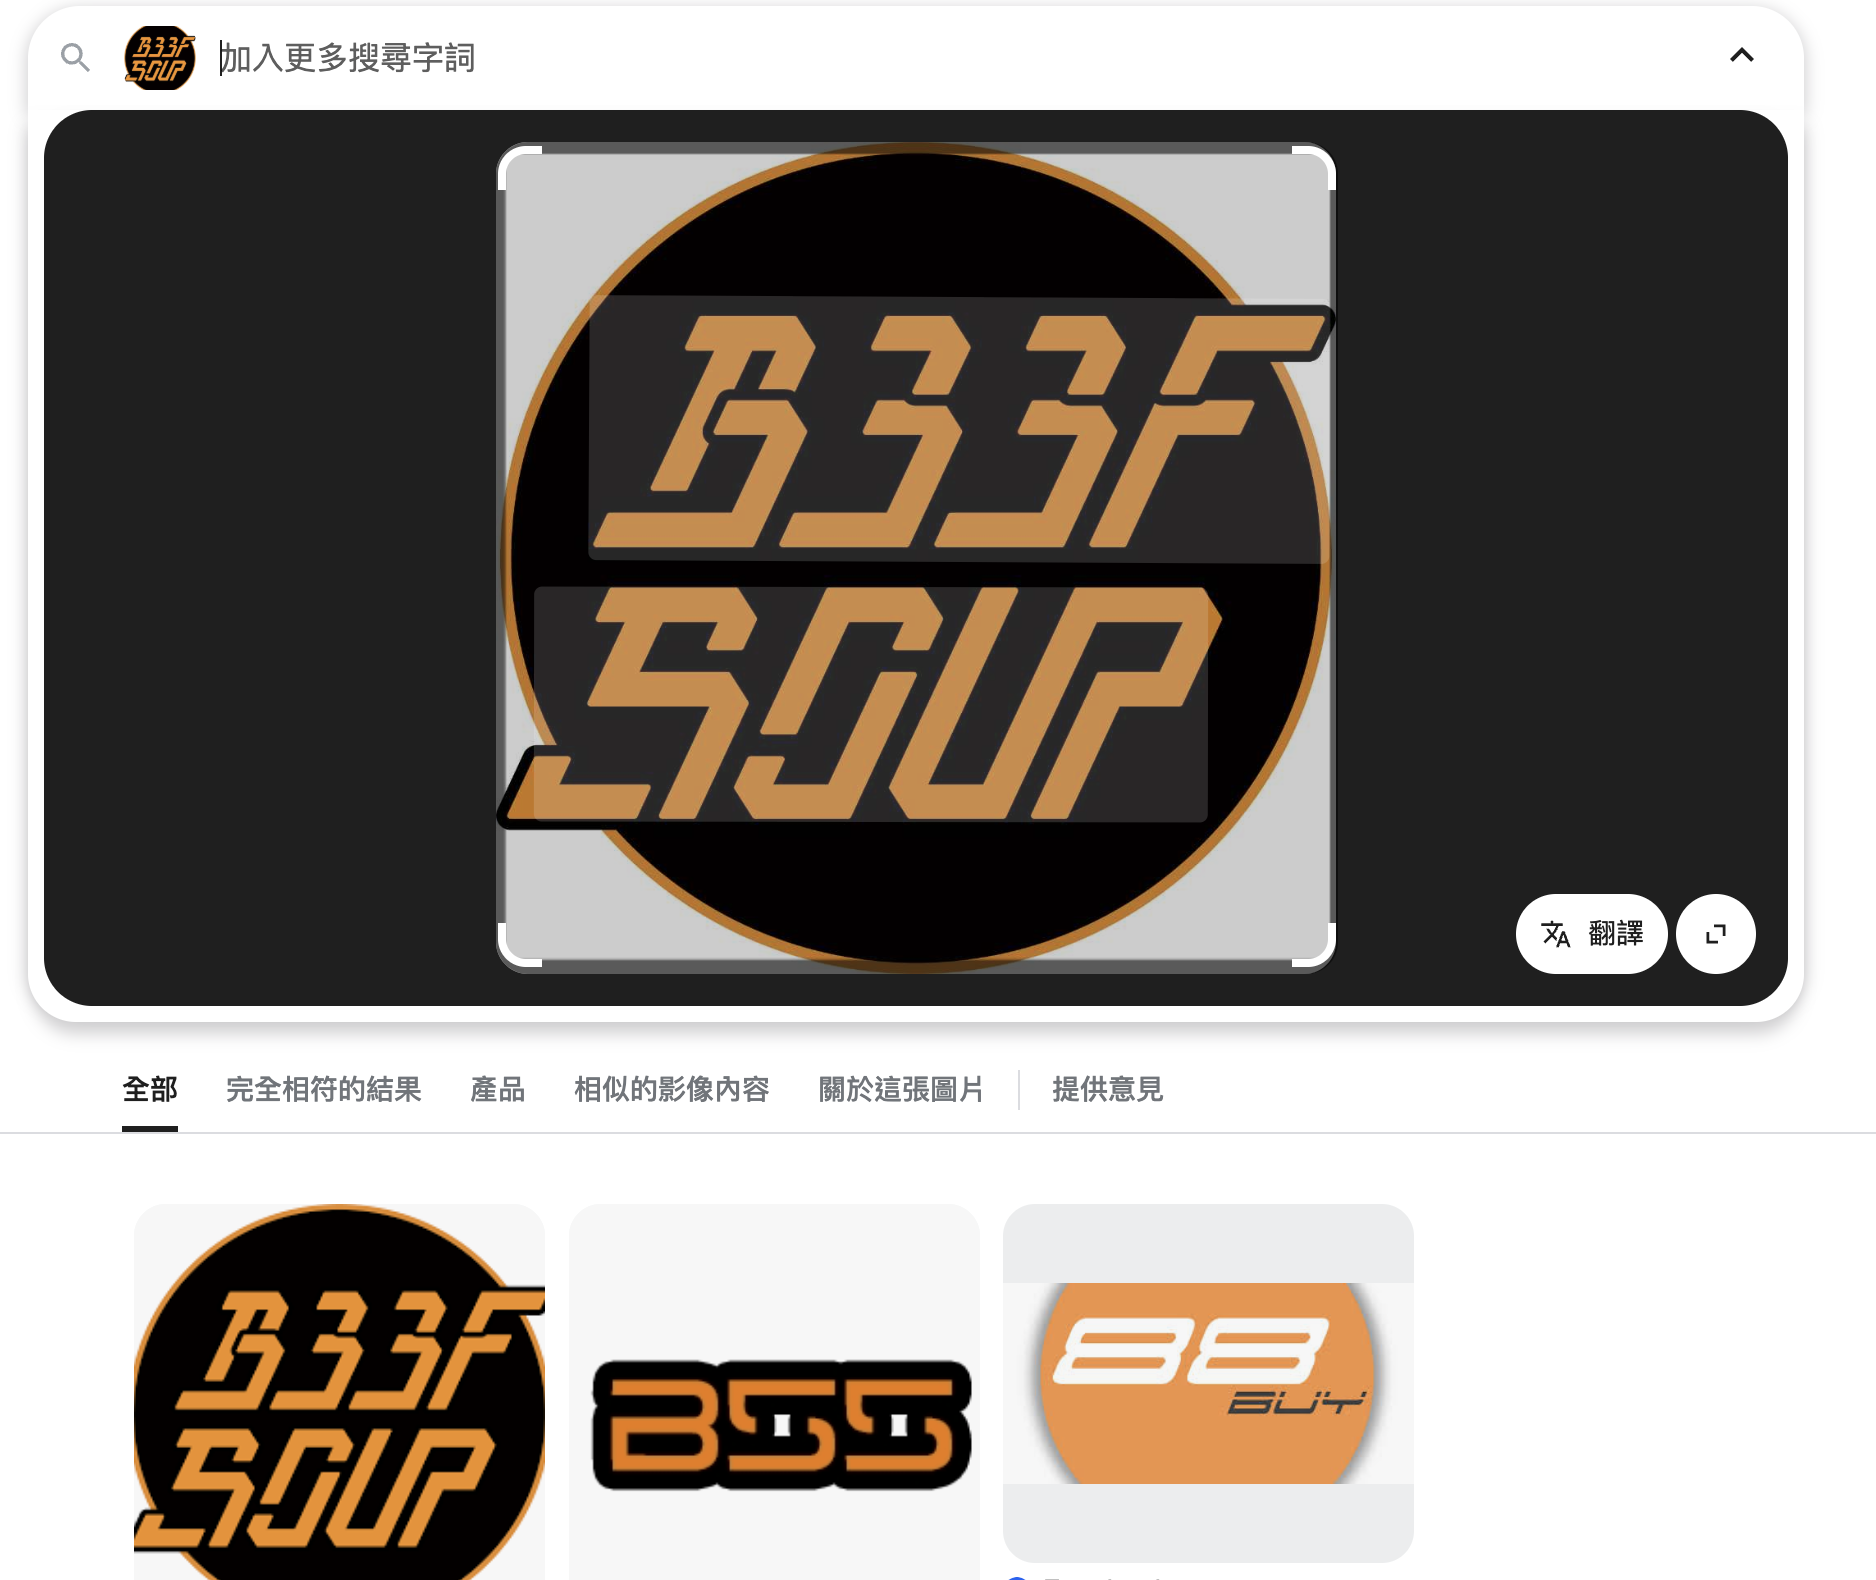 B33F
SOUP
加入更多搜尋字詞
B33F
SOUP
翻譯
全部
完全相符的結果
產品
相似的影像內容
關於這張圖片
提供意見
B33F
SOUP
BSS
88
BUY